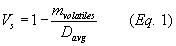 V_s = 1 − m_volatiles / D_avg (Eq. 1)